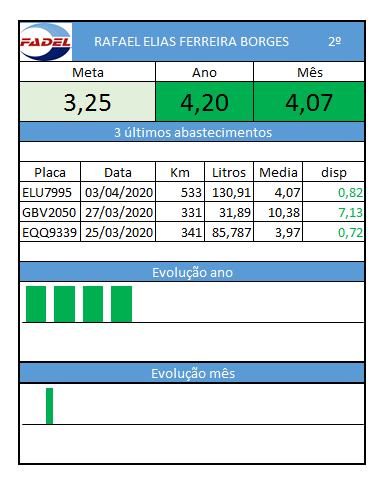 FADEL RAFAEL ELIAS FERREIRA BORGES 2º
Meta Ano Mês
3,25 4,20 4,07
3 últimos abastecimentos
Placa Data Km Litros Media disp
ELU7995 03/04/2020 533 130,91 4,07 0,82
GBV2050 27/03/2020 331 31,89 10,38 7,13
EQQ9339 25/03/2020 341 85,787 3,97 0,72
Evolução ano
Evolução mês